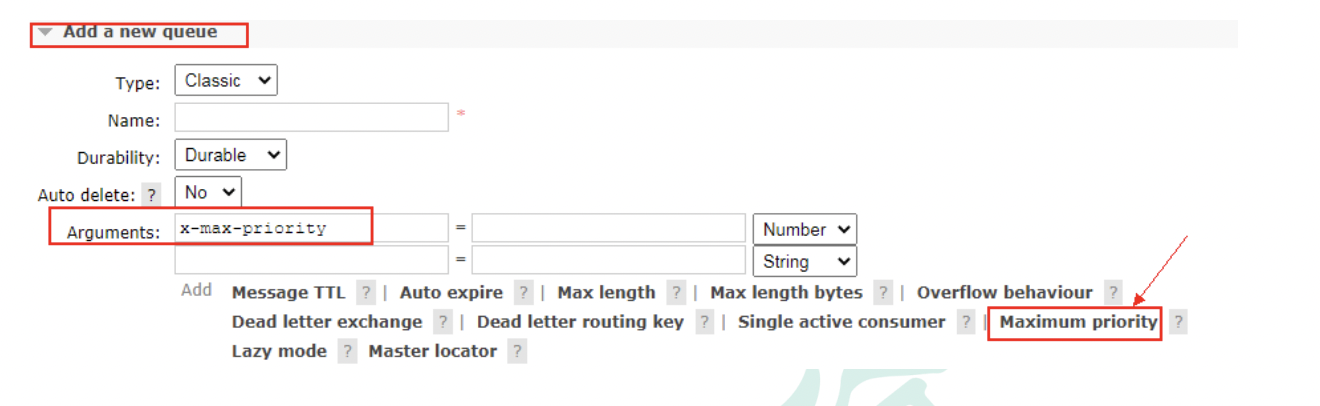 Add a new queue
Type: Classic
Name: *
Durability: Durable
Auto delete: ? No
Arguments: x-max-priority = Number
= String
Add Message TTL ? | Auto expire ? | Max length ? | Max length bytes ? | Overflow behaviour ?
Dead letter exchange ? | Dead letter routing key ? | Single active consumer ? | Maximum priority ?
Lazy mode ? Master locator ?